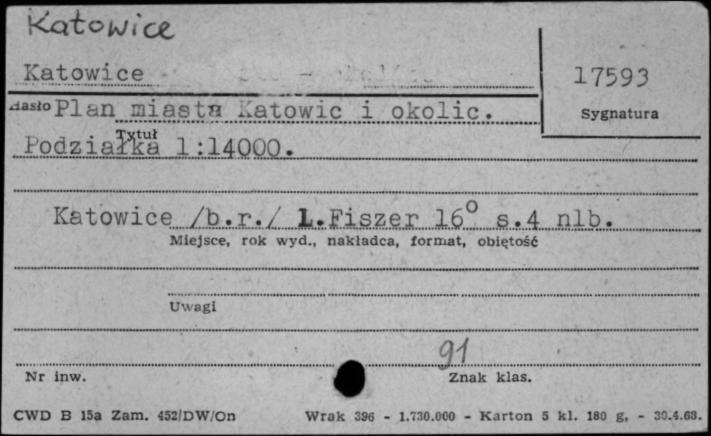 Katowice
Katowice
17593
Hasło Plan miasta Katowic i okolic.
Sygnatura
Tytuł
Podziałka 1:14000.
Katowice /b.r./ L.Fiszer 16° s.4 nlb.
Miejsce, rok wyd., nakładca, format, obiętość
Uwagi
91
Nr inw.
Znak klas.
CWD B 15a Zam. 452/DW/On Wrak 396 - 1.730.000 - Karton 5 kl. 180 g, - 30.4.63.